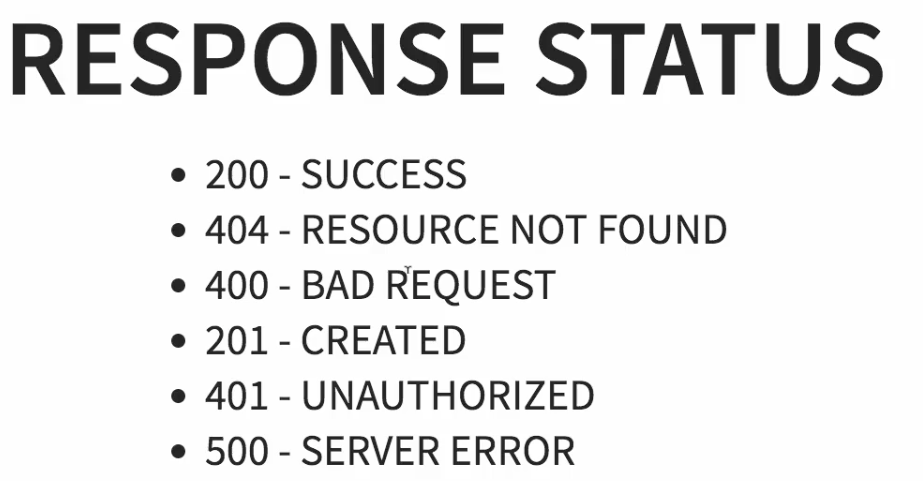 RESPONSE STATUS
• 200 - SUCCESS
• 404 - RESOURCE NOT FOUND
• 400 - BAD REQUEST
• 201 - CREATED
• 401 - UNAUTHORIZED
• 500 - SERVER ERROR